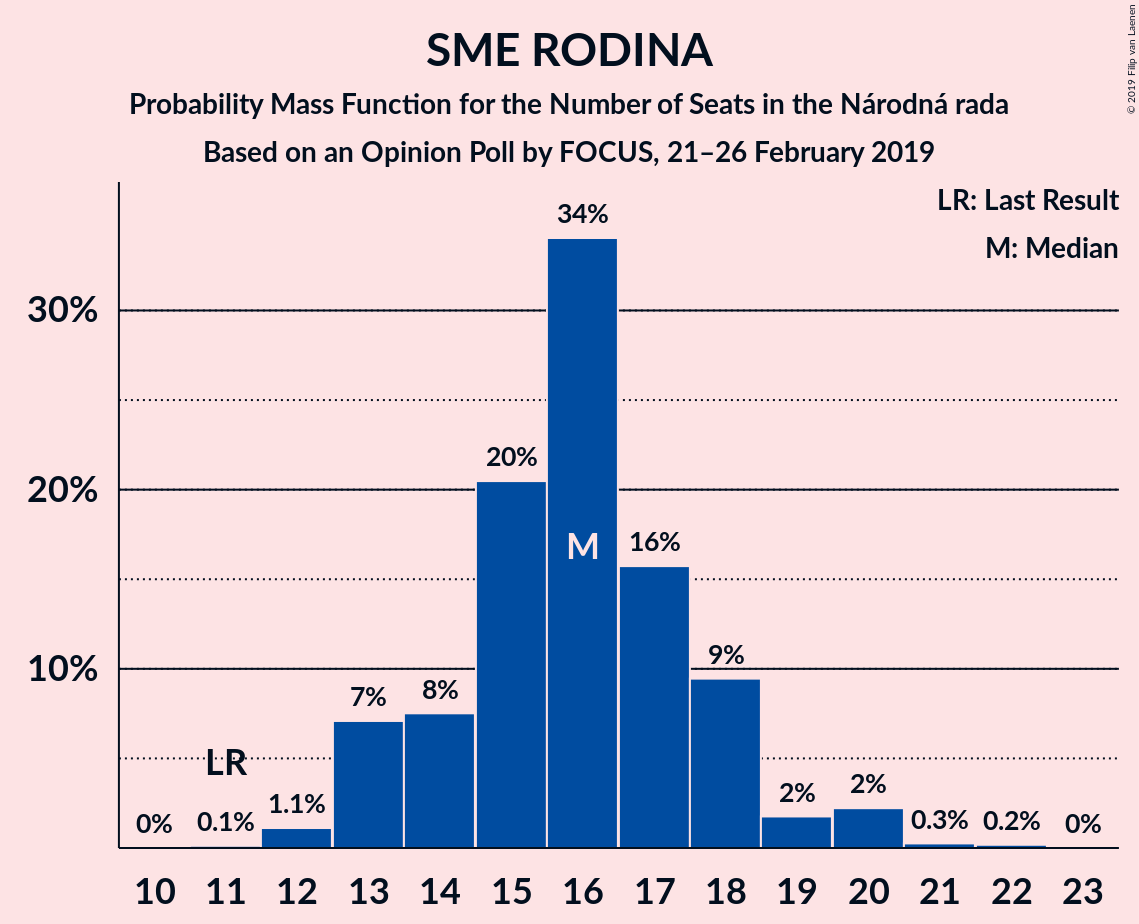 SME RODINA
Probability Mass Function for the Number of Seats in the Národná rada
Based on an Opinion Poll by FOCUS, 21–26 February 2019
© 2019 Filip van Laenen
LR: Last Result
M: Median
30%
20%
10%
0%
0.1%
1.1%
7%
8%
20%
34%
16%
9%
2%
2%
0.3%
0.2%
0%
LR
M
10 11 12 13 14 15 16 17 18 19 20 21 22 23